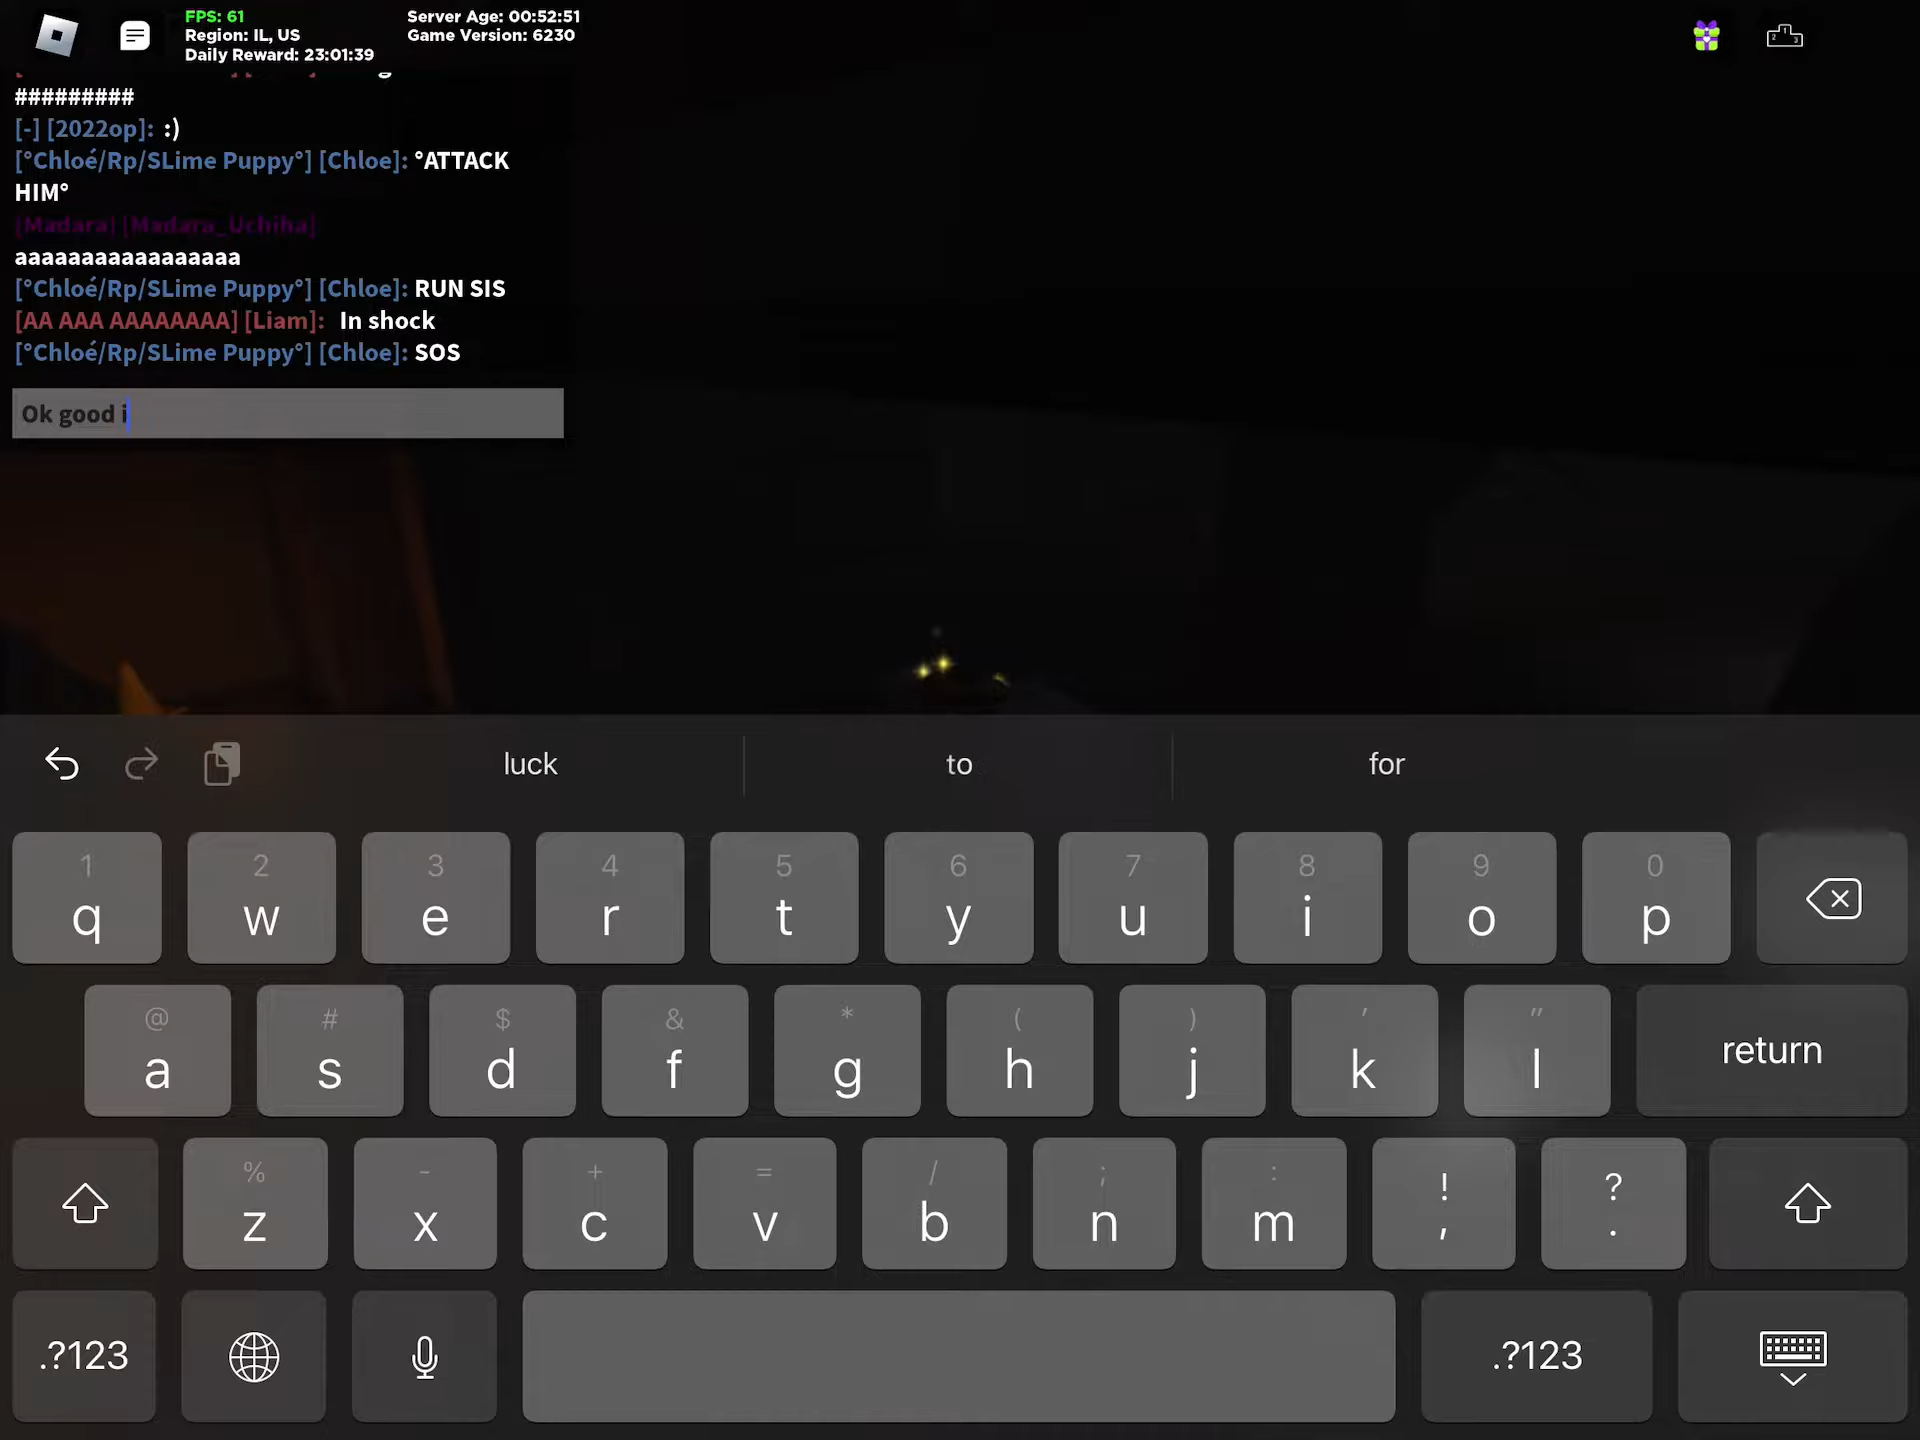 FPS: 61
Region: IL, US
Daily Reward: 23:01:39
Server Age: 00:52:51
Game Version: 6230
#########
[-] [2022op]: :)
[°Chloé/Rp/SLime Puppy°] [Chloe]: °ATTACK
HIM°
[Madara] [Madara_Uchiha]
aaaaaaaaaaaaaaaaa
[°Chloé/Rp/SLime Puppy°] [Chloe]: RUN SIS
[AA AAA AAAAAAAA] [Liam]: In shock
[°Chloé/Rp/SLime Puppy°] [Chloe]: SOS
Ok good i
luck to for
1 2 3 4 5 6 7 8 9 0
q w e r t y u i o p
@ # $ & * ( ) ' "
a s d f g h j k l return
% - + = / ; : ! ?
z x c v b n m , .
.?123 .?123